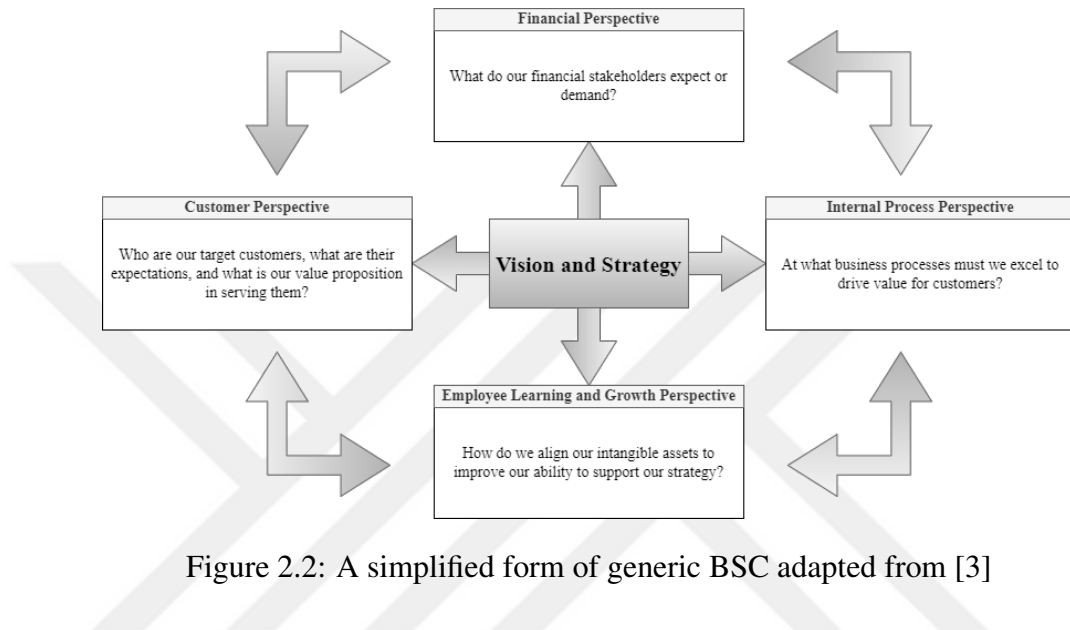 Financial Perspective
What do our financial stakeholders expect or
demand?
Customer Perspective
Who are our target customers, what are their
expectations, and what is our value proposition
in serving them?
Vision and Strategy
Internal Process Perspective
At what business processes must we excel to
drive value for customers?
Employee Learning and Growth Perspective
How do we align our intangible assets to
improve our ability to support our strategy?
Figure 2.2: A simplified form of generic BSC adapted from [3]